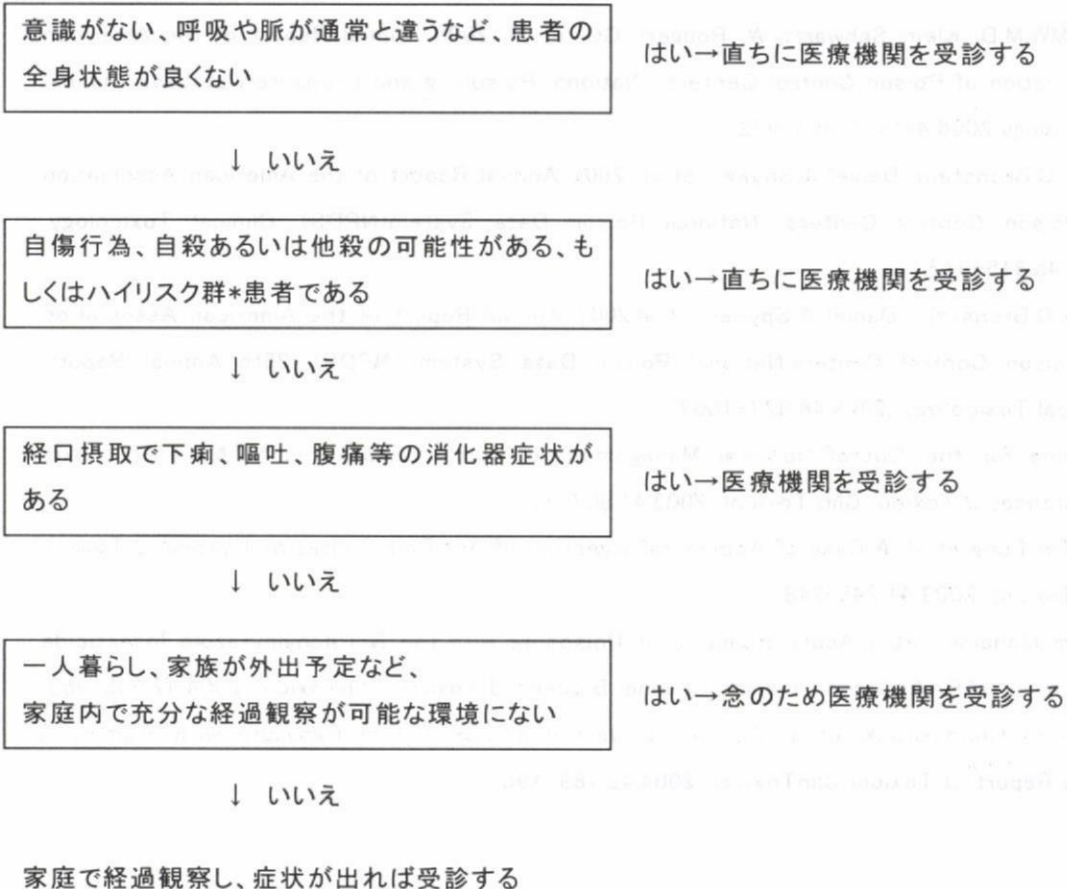 意識がない、呼吸や脈が通常と違うなど、患者の
全身状態が良くない
はい→直ちに医療機関を受診する
↓ いいえ
自傷行為、自殺あるいは他殺の可能性がある、も
しくはハイリスク群*患者である
はい→直ちに医療機関を受診する
↓ いいえ
経口摂取で下痢、嘔吐、腹痛等の消化器症状が
ある
はい→医療機関を受診する
↓ いいえ
一人暮らし、家族が外出予定など、
家庭内で充分な経過観察が可能な環境にない
はい→念のため医療機関を受診する
↓ いいえ
家庭で経過観察し、症状が出れば受診する